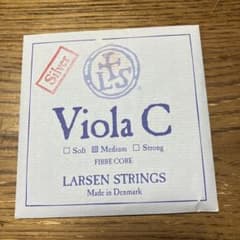 Silver
LS
Viola C
☐ Soft ☒ Medium ☐ Strong
FIBRE CORE
LARSEN STRINGS
Made in Denmark